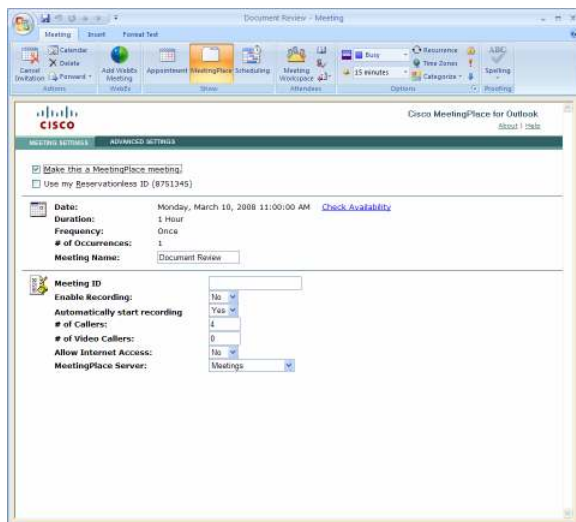 Document Review - Meeting
Meeting Insert Format Text
Calendar
Delete
Forward
Cancel Invitation
Actions
Add WebEx Meeting
WebEx
Appointment MeetingPlace Scheduling
Show
Meeting Workspace
Attendees
Busy
15 minutes
Recurrence
Time Zones
Categorize
Options
ABC
Spelling
Proofing
CISCO
Cisco MeetingPlace for Outlook
About | Help
MEETING SETTINGS ADVANCED SETTINGS
Make this a MeetingPlace meeting.
Use my Reservationless ID (8751345)
Date: Monday, March 10, 2008 11:00:00 AM Check Availability
Duration: 1 Hour
Frequency: Once
# of Occurrences: 1
Meeting Name: Document Review
Meeting ID
Enable Recording: No
Automatically start recording Yes
# of Callers: 4
# of Video Callers: 0
Allow Internet Access: No
MeetingPlace Server: Meetings